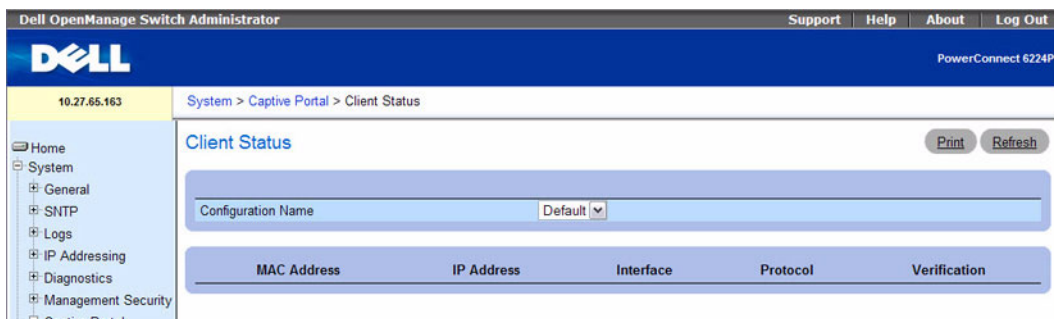 Dell OpenManage Switch Administrator
Support Help About Log Out
DELL
PowerConnect 6224P
10.27.65.163
System > Captive Portal > Client Status
Home
System
General
SNTP
Logs
IP Addressing
Diagnostics
Management Security
Client Status
Print Refresh
Configuration Name Default
MAC Address IP Address Interface Protocol Verification